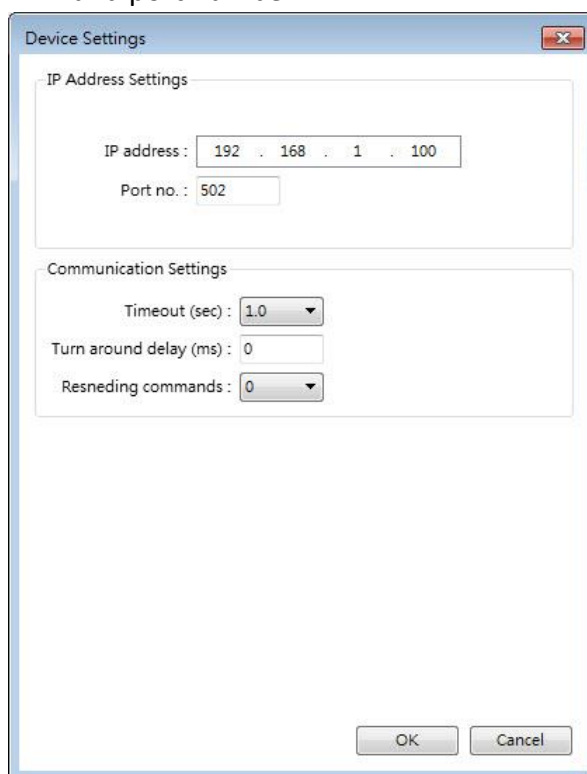 Device Settings
IP Address Settings
IP address : 192 . 168 . 1 . 100
Port no. : 502
Communication Settings
Timeout (sec) : 1.0
Turn around delay (ms) : 0
Resneding commands : 0
OK Cancel